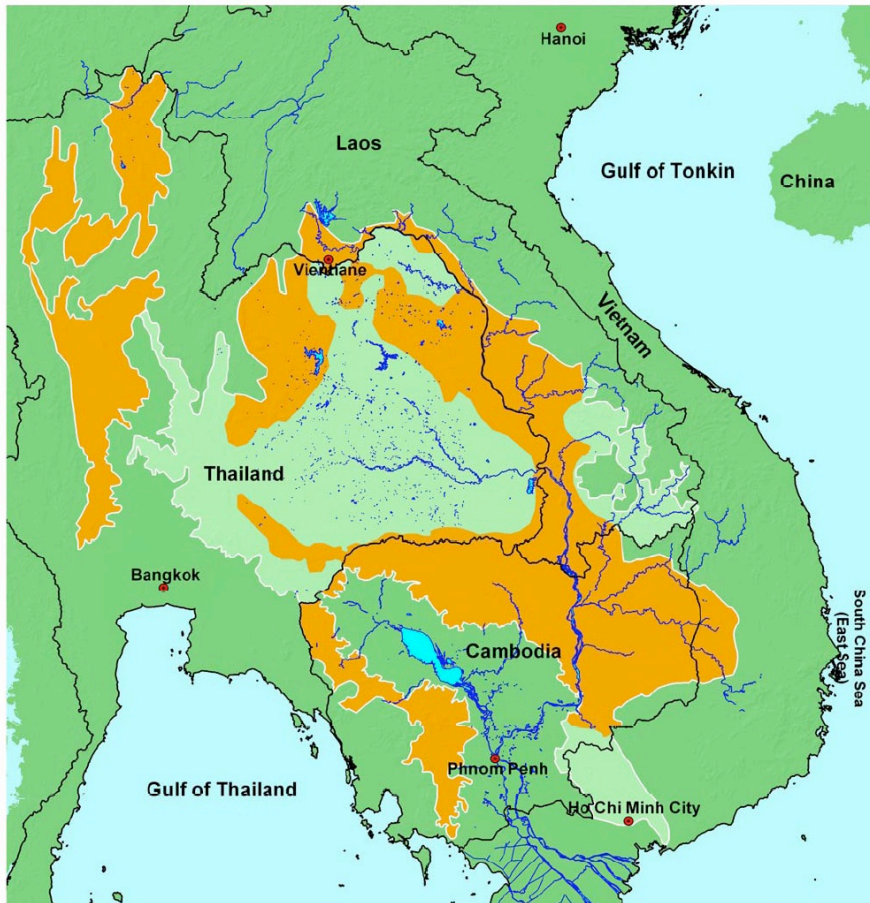 Hanoi
Laos
Gulf of Tonkin
China
Vientiane
Vietnam
Thailand
Bangkok
South China Sea
(East Sea)
Cambodia
Phnom Penh
Gulf of Thailand
Ho Chi Minh City